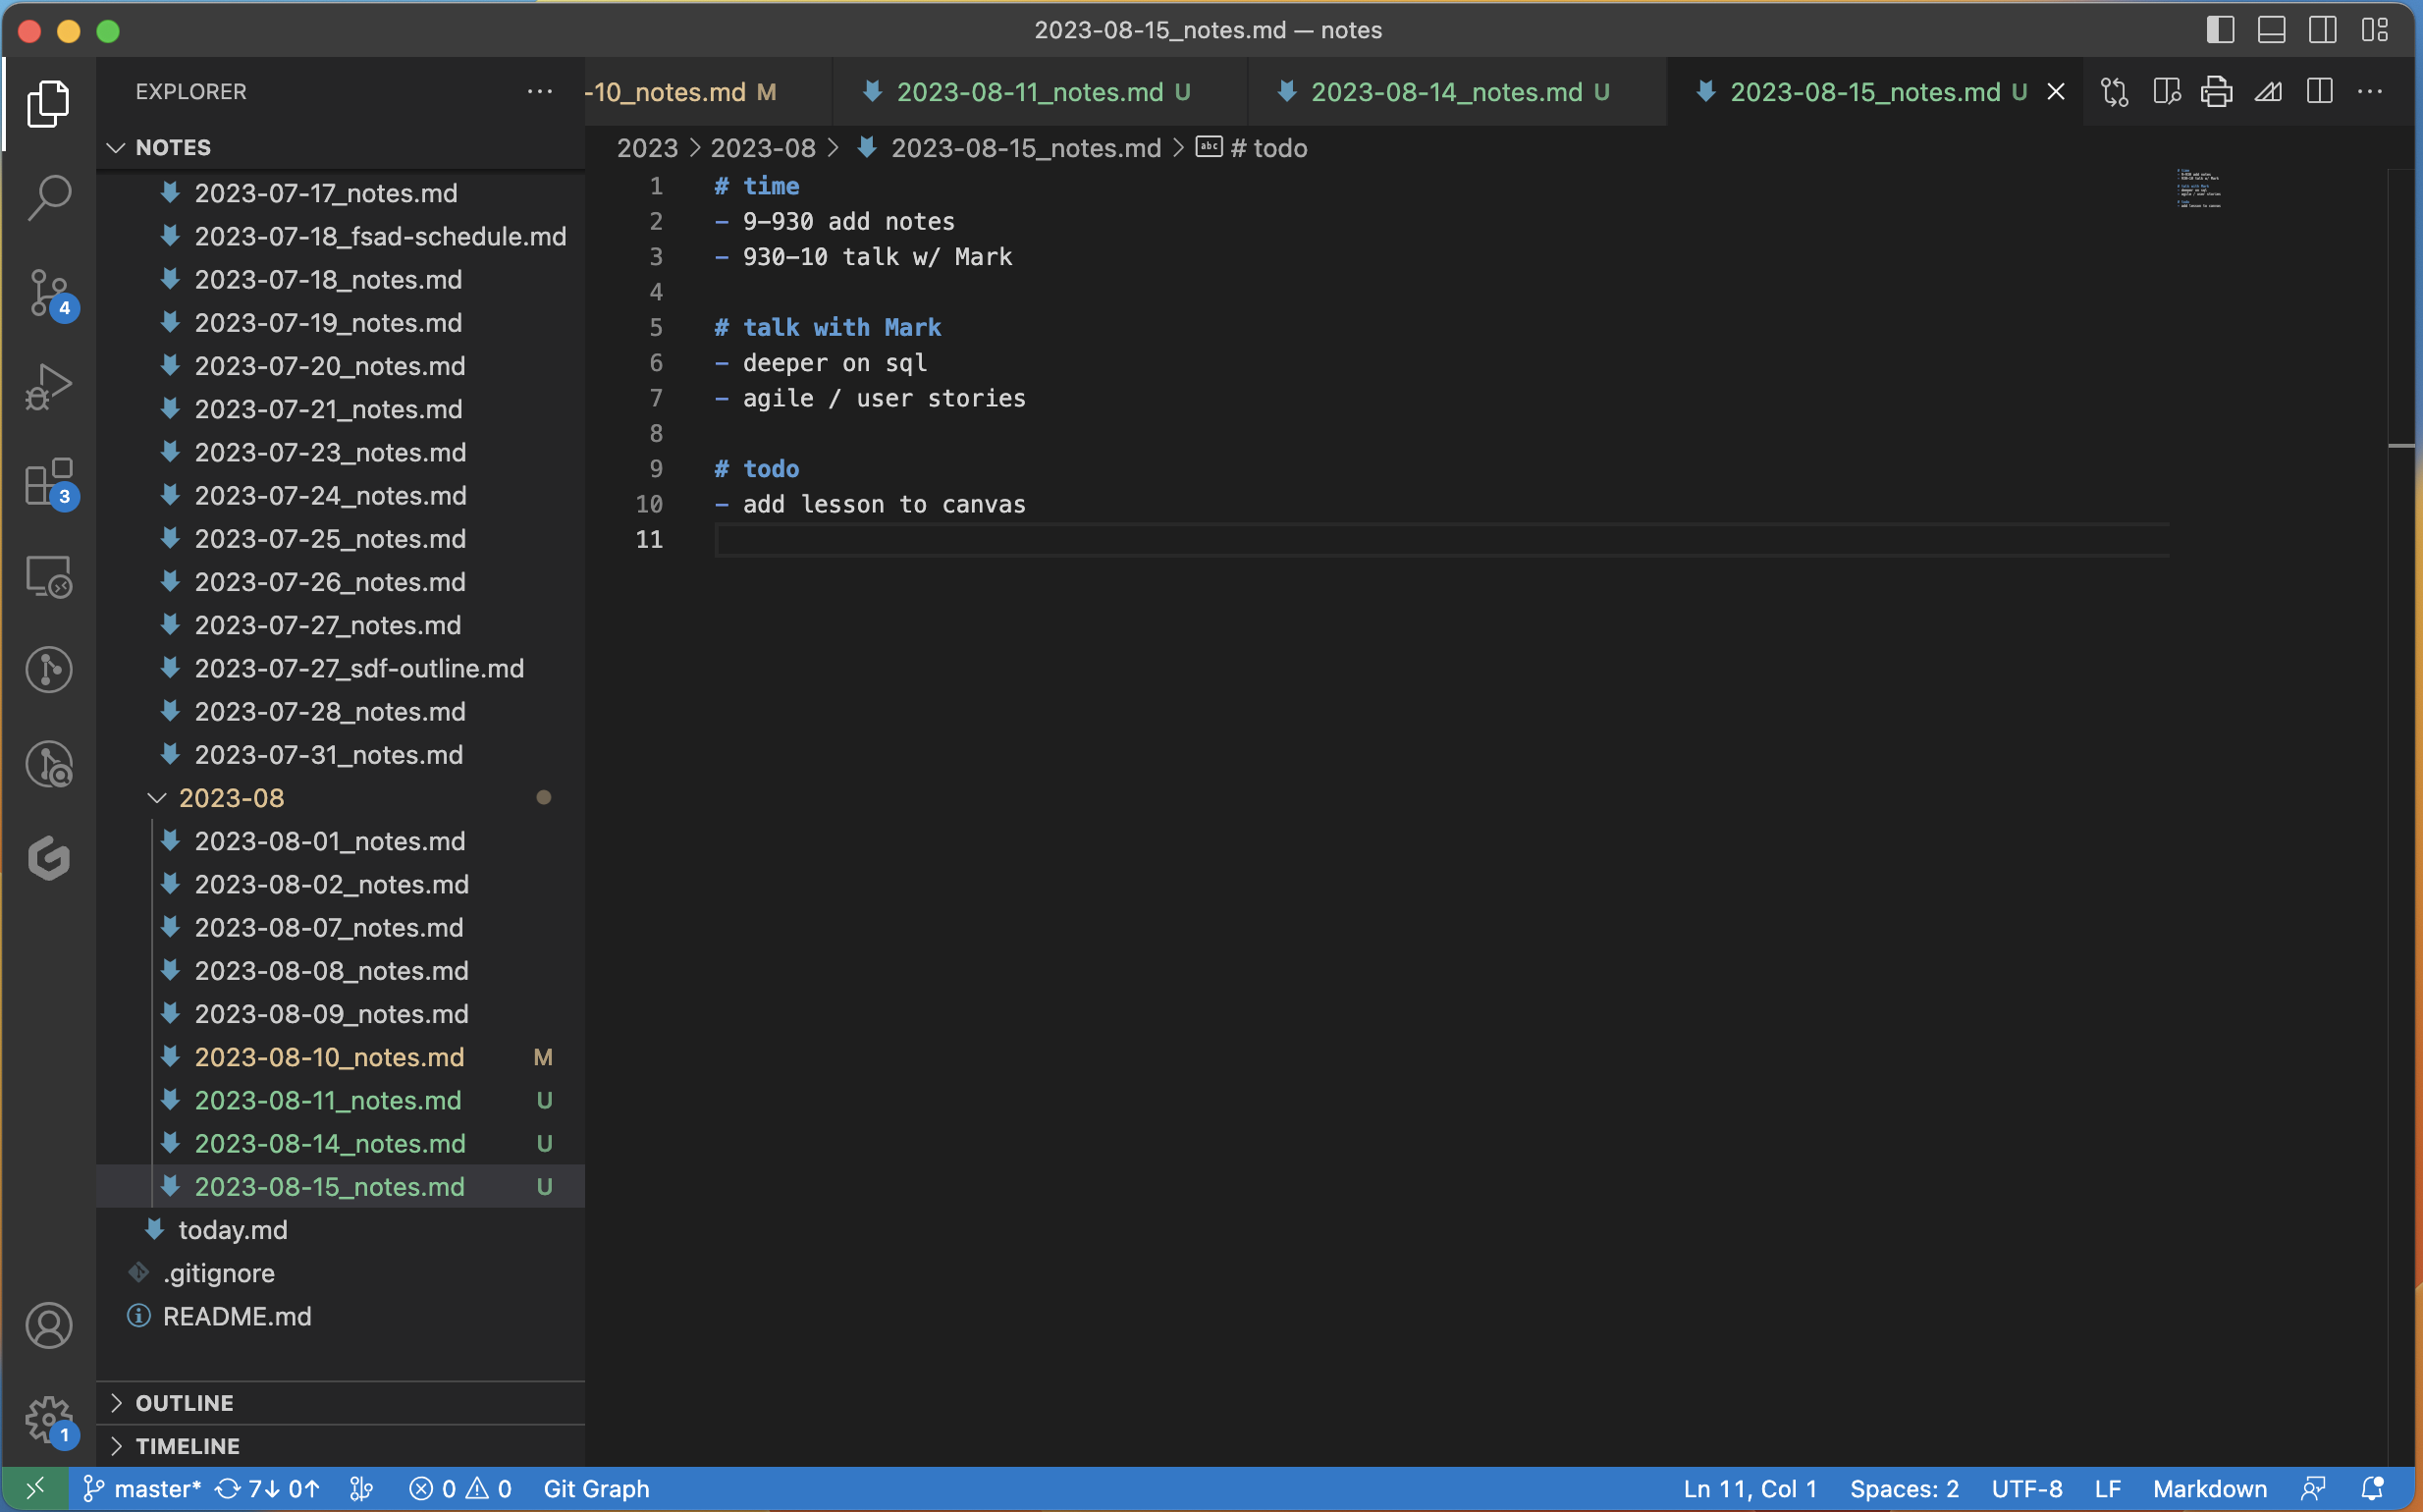 2023-08-15_notes.md — notes
EXPLORER
-10_notes.md M
2023-08-11_notes.md U
2023-08-14_notes.md U
2023-08-15_notes.md U
NOTES
2023 > 2023-08 > 2023-08-15_notes.md > # todo
2023-07-17_notes.md
2023-07-18_fsad-schedule.md
2023-07-18_notes.md
2023-07-19_notes.md
2023-07-20_notes.md
2023-07-21_notes.md
2023-07-23_notes.md
2023-07-24_notes.md
2023-07-25_notes.md
2023-07-26_notes.md
2023-07-27_notes.md
2023-07-27_sdf-outline.md
2023-07-28_notes.md
2023-07-31_notes.md
2023-08
2023-08-01_notes.md
2023-08-02_notes.md
2023-08-07_notes.md
2023-08-08_notes.md
2023-08-09_notes.md
2023-08-10_notes.md M
2023-08-11_notes.md U
2023-08-14_notes.md U
2023-08-15_notes.md U
today.md
.gitignore
README.md
OUTLINE
TIMELINE
4
3
1
1 # time
2 - 9-930 add notes
3 - 930-10 talk w/ Mark
4
5 # talk with Mark
6 - deeper on sql
7 - agile / user stories
8
9 # todo
10 - add lesson to canvas
11
master* 7↓ 0↑ 0 0 Git Graph
Ln 11, Col 1 Spaces: 2 UTF-8 LF Markdown